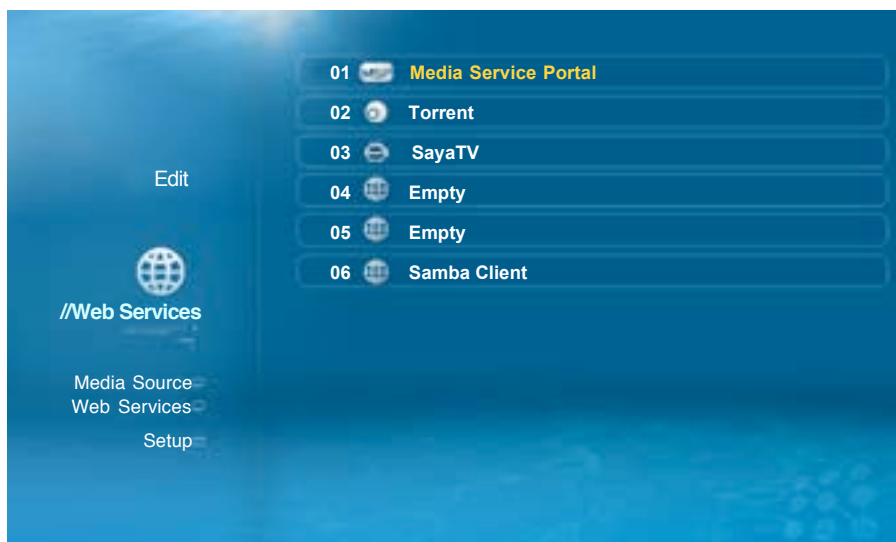 01 Media Service Portal
02 Torrent
03 SayaTV
04 Empty
05 Empty
06 Samba Client
Edit
//Web Services
Media Source
Web Services
Setup